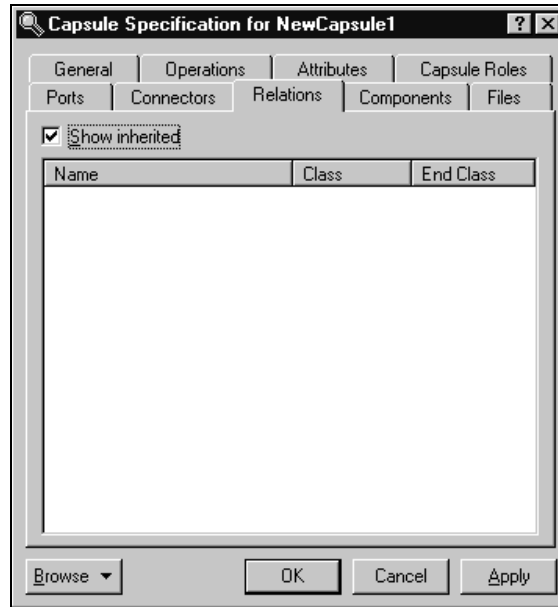 Capsule Specification for NewCapsule1
General Operations Attributes Capsule Roles
Ports Connectors Relations Components Files
Show inherited
Name Class End Class
Browse OK Cancel Apply